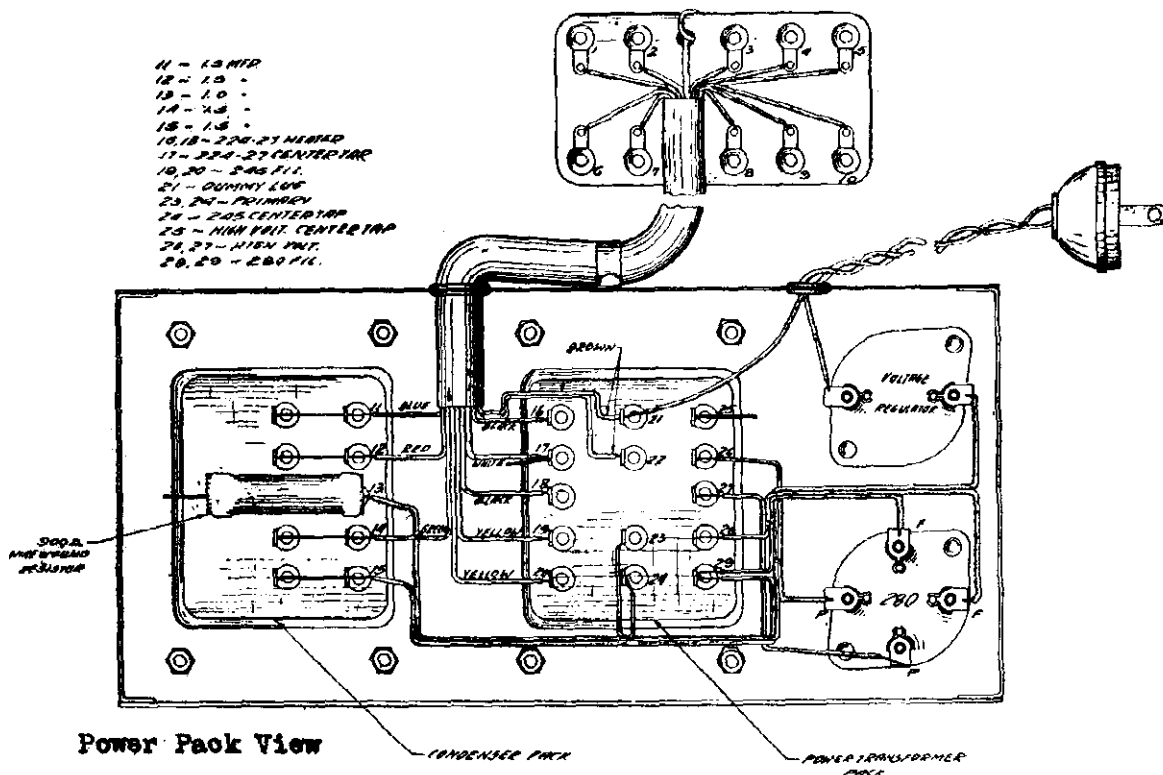 1 2 3 4 5
6 7 8 9 10
11 - 1.5 MFD.
12 - 1.5 "
13 - 1.0 "
14 - 1.5 "
15 - 1.5 "
16,18 - 224-27 HEATER
17 - 224-27 CENTER TAP
19,20 - 245 FIL.
21 - DUMMY LUG
23,24 - PRIMARY
24 - 245 CENTER TAP
25 - HIGH VOLT. CENTER TAP
26,27 - HIGH VOLT.
28,29 - 280 FIL.
BROWN
VOLTAGE
REGULATOR
11 BLUE
16 BLACK
21
25
12 RED
17 WHITE
22
26
13
18 BLACK
27
14 GREEN
19 YELLOW
23
28
15
20 YELLOW
24
29
WIRE WOUND
RESISTOR
F
P 280 F
P
Power Pack View
CONDENSER PACK
POWER TRANSFORMER
PACK